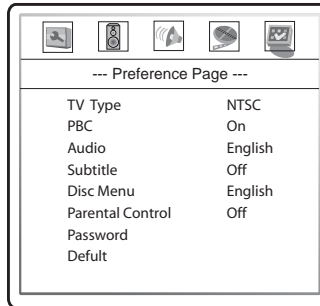 --- Preference Page ---
TV Type NTSC
PBC On
Audio English
Subtitle Off
Disc Menu English
Parental Control Off
Password
Defult